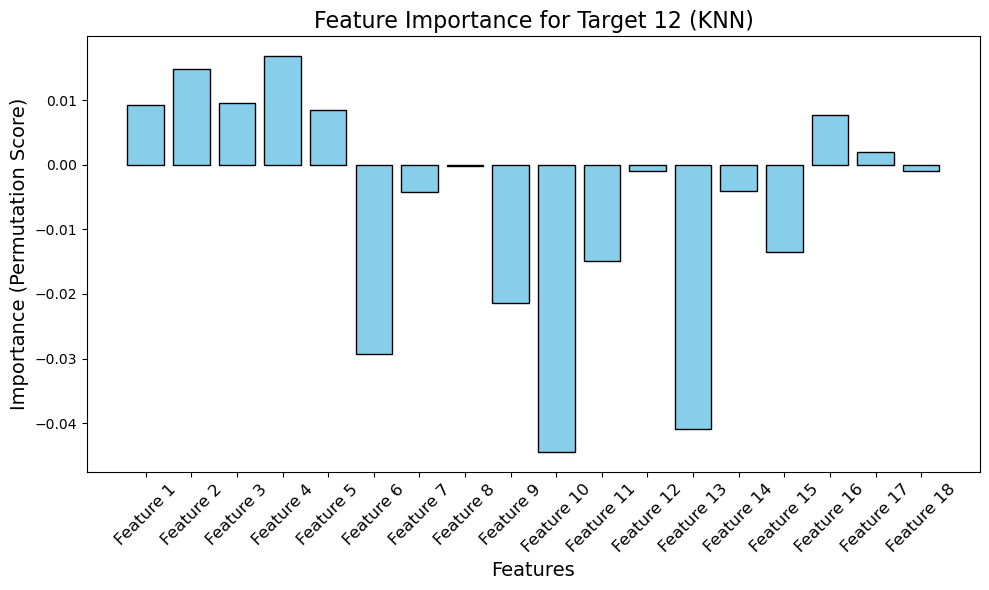 Feature Importance for Target 12 (KNN)
Importance (Permutation Score)
0.01
0.00
−0.01
−0.02
−0.03
−0.04
Feature 1
Feature 2
Feature 3
Feature 4
Feature 5
Feature 6
Feature 7
Feature 8
Feature 9
Feature 10
Feature 11
Feature 12
Feature 13
Feature 14
Feature 15
Feature 16
Feature 17
Feature 18
Features